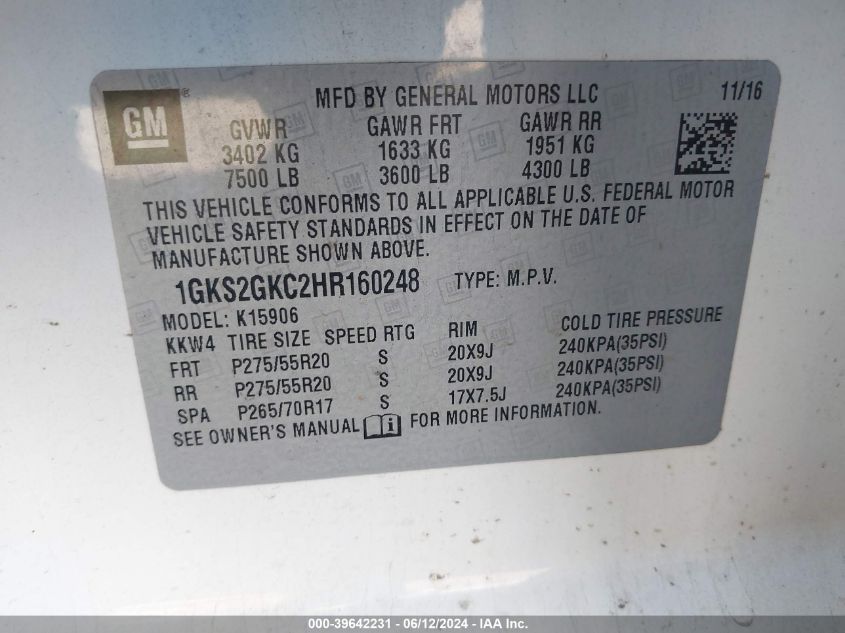 GM ® MFD BY GENERAL MOTORS LLC 11/16
GVWR GAWR FRT GAWR RR
3402 KG 1633 KG 1951 KG
7500 LB 3600 LB 4300 LB
THIS VEHICLE CONFORMS TO ALL APPLICABLE U.S. FEDERAL MOTOR
VEHICLE SAFETY STANDARDS IN EFFECT ON THE DATE OF
MANUFACTURE SHOWN ABOVE.
1GKS2GKC2HR160248 TYPE: M.P.V.
MODEL: K15906
KKW4 TIRE SIZE SPEED RTG RIM COLD TIRE PRESSURE
FRT P275/55R20 S 20X9J 240KPA(35PSI)
RR P275/55R20 S 20X9J 240KPA(35PSI)
SPA P265/70R17 S 17X7.5J 240KPA(35PSI)
SEE OWNER'S MANUAL i FOR MORE INFORMATION.
000-39642231 - 06/12/2024 - IAA Inc.